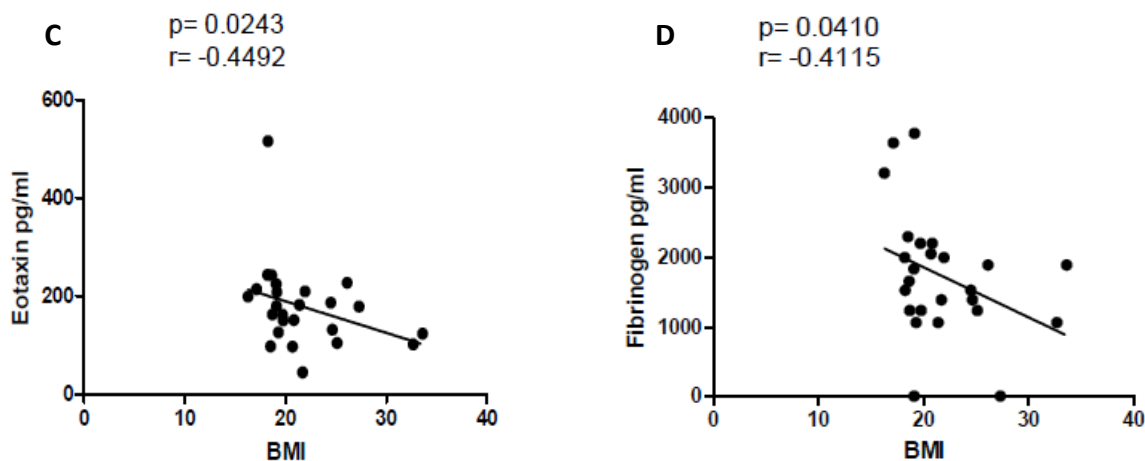 C
p= 0.0243
r= -0.4492
600
400
200
0
Eotaxin pg/ml
0 10 20 30 40
BMI
D
p= 0.0410
r= -0.4115
4000
3000
2000
1000
0
Fibrinogen pg/ml
0 10 20 30 40
BMI